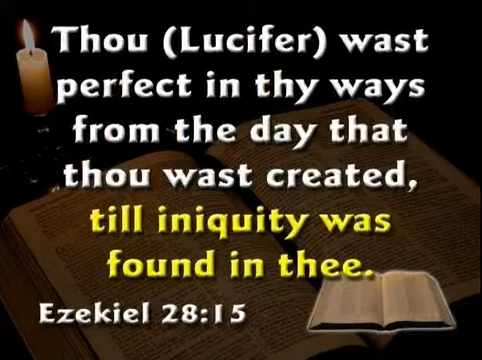 Thou (Lucifer) wast
perfect in thy ways
from the day that
thou wast created,
till iniquity was
found in thee.
Ezekiel 28:15